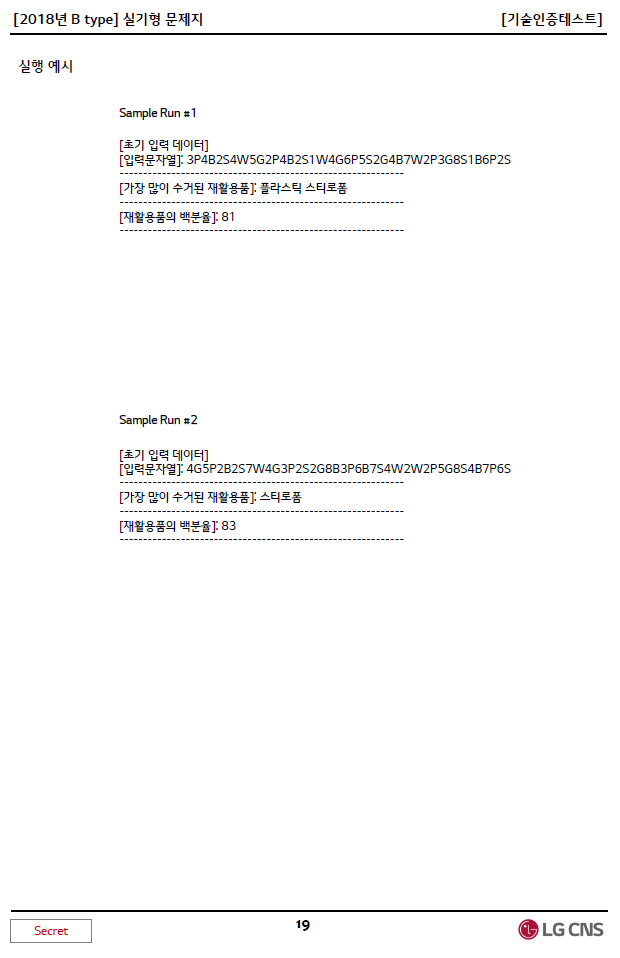 [2018년 B type] 실기형 문제지 [기술인증테스트]
실행 예시
Sample Run #1
[초기 입력 데이터]
[입력문자열]: 3P4B2S4W5G2P4B2S1W4G6P5S2G4B7W2P3G8S1B6P2S
------------------------------------------------------------
[가장 많이 수거된 재활용품]: 플라스틱 스티로폼
------------------------------------------------------------
[재활용품의 백분율]: 81
------------------------------------------------------------
Sample Run #2
[초기 입력 데이터]
[입력문자열]: 4G5P2B2S7W4G3P2S2G8B3P6B7S4W2W2P5G8S4B7P6S
------------------------------------------------------------
[가장 많이 수거된 재활용품]: 스티로폼
------------------------------------------------------------
[재활용품의 백분율]: 83
------------------------------------------------------------
Secret
19
LG CNS